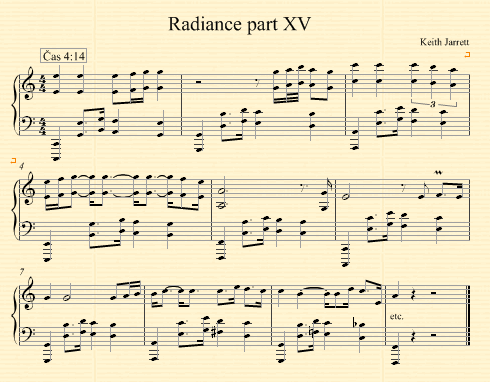 Radiance part XV
Keith Jarrett
Čas 4:14
3
4
7
etc.